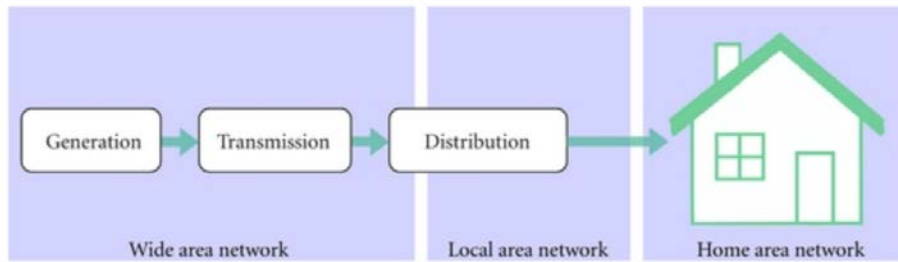 Generation
Transmission
Distribution
Wide area network
Local area network
Home area network